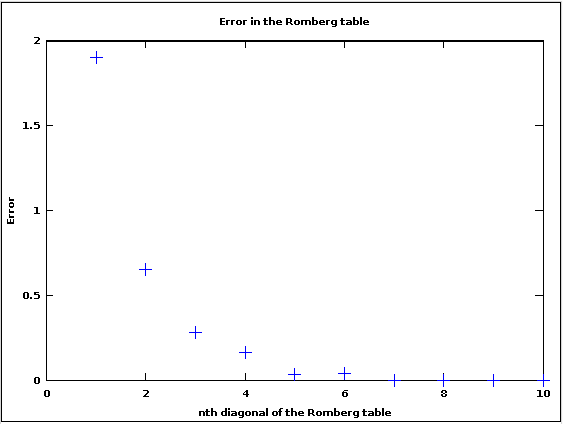 Error in the Romberg table
2
1.5
1
0.5
0
Error
0 2 4 6 8 10
nth diagonal of the Romberg table